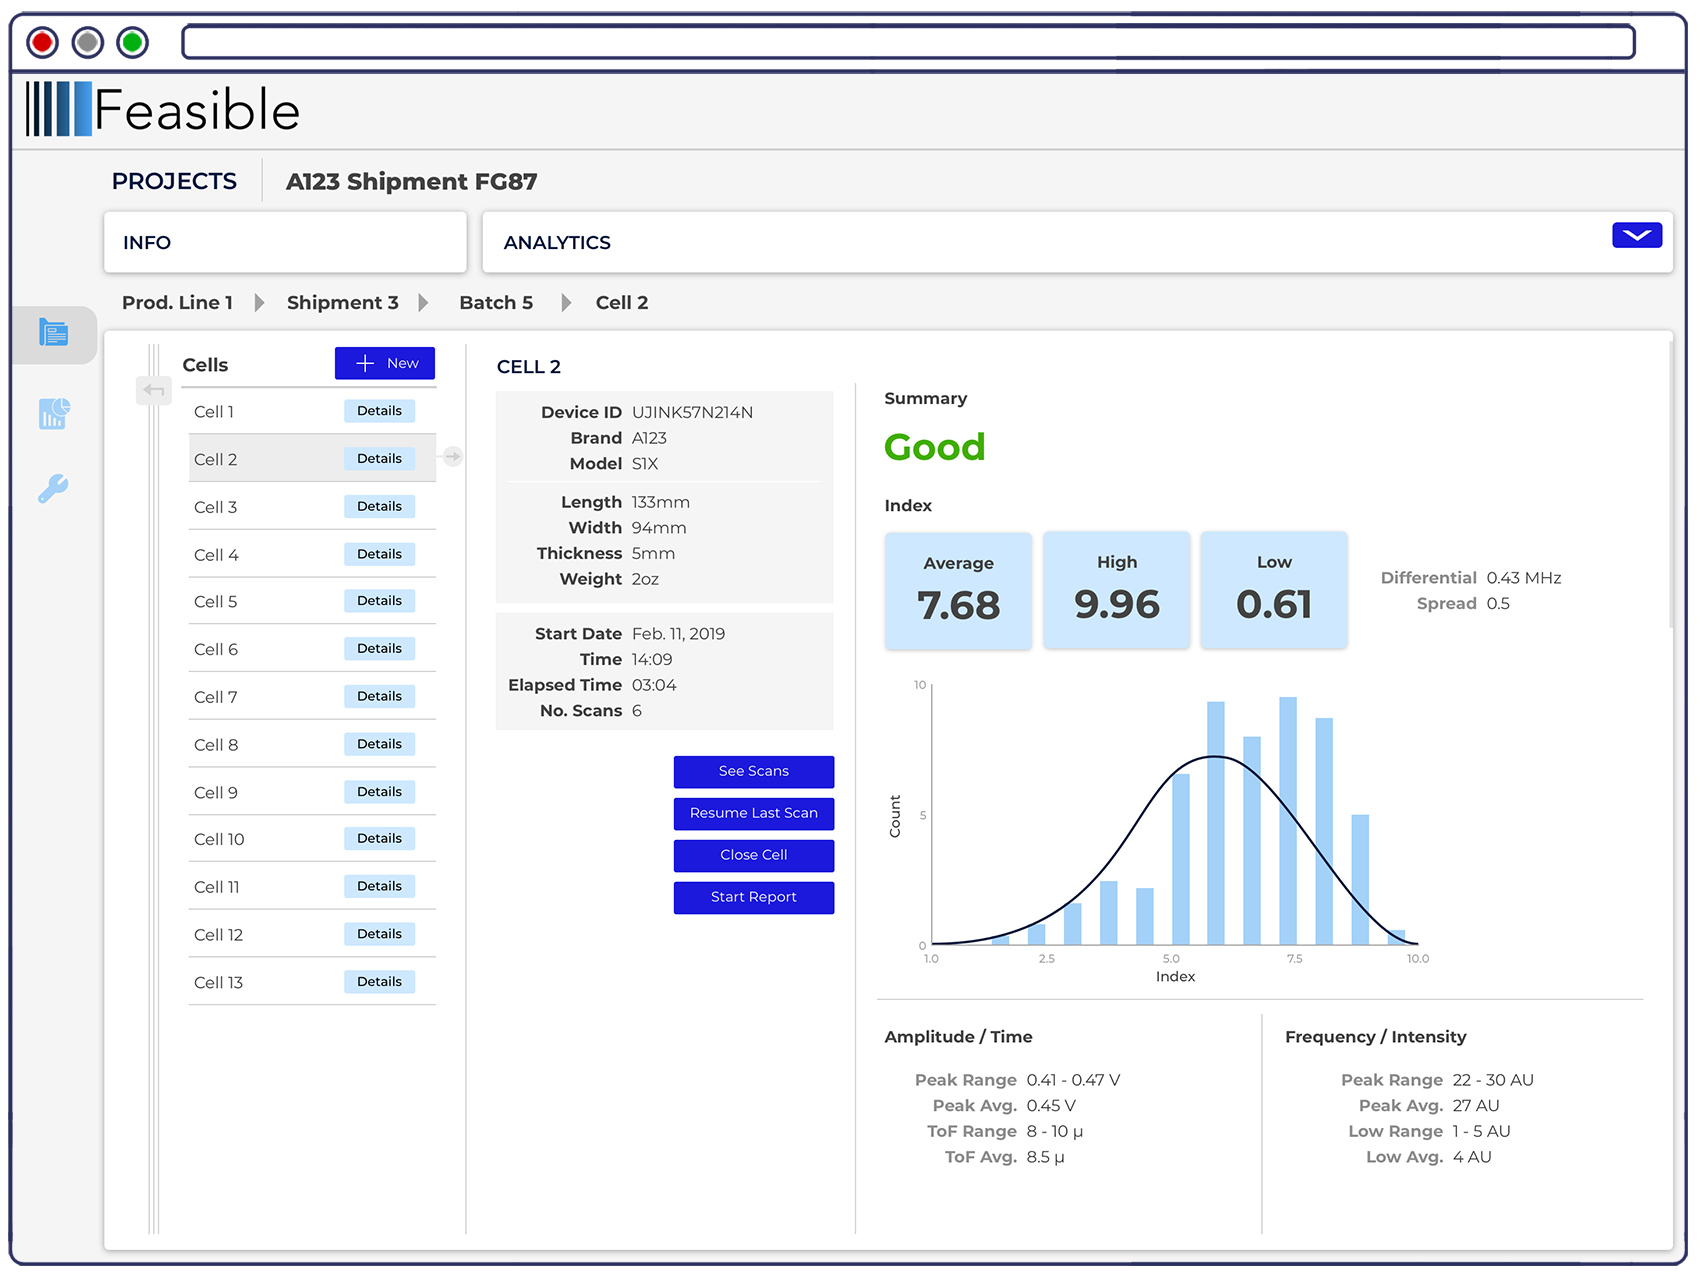 Feasible
PROJECTS
A123 Shipment FG87
INFO
ANALYTICS
Prod. Line 1
Shipment 3
Batch 5
Cell 2
Cells
New
Cell 1 Details
Cell 2 Details
Cell 3 Details
Cell 4 Details
Cell 5 Details
Cell 6 Details
Cell 7 Details
Cell 8 Details
Cell 9 Details
Cell 10 Details
Cell 11 Details
Cell 12 Details
Cell 13 Details
CELL 2
Device ID UJINK57N214N
Brand A123
Model S1X
Length 133mm
Width 94mm
Thickness 5mm
Weight 2oz
Start Date Feb. 11, 2019
Time 14:09
Elapsed Time 03:04
No. Scans 6
See Scans
Resume Last Scan
Close Cell
Start Report
Summary
Good
Index
Average
7.68
High
9.96
Low
0.61
Differential 0.43 MHz
Spread 0.5
10
5
0
Count
1.0 2.5 5.0 7.5 10.0
Index
Amplitude / Time
Peak Range 0.41 - 0.47 V
Peak Avg. 0.45 V
ToF Range 8 - 10 µ
ToF Avg. 8.5 µ
Frequency / Intensity
Peak Range 22 - 30 AU
Peak Avg. 27 AU
Low Range 1 - 5 AU
Low Avg. 4 AU